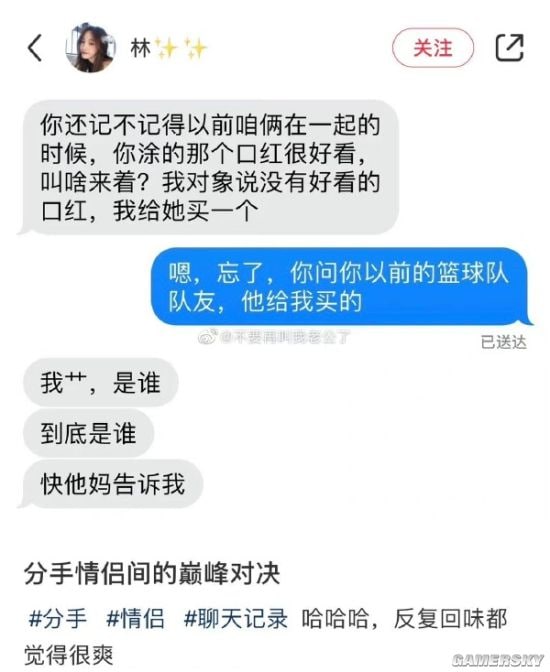 林✨✨
关注
你还记不记得以前咱俩在一起的
时候，你涂的那个口红很好看，
叫啥来着？我对象说没有好看的
口红，我给她买一个
嗯，忘了，你问你以前的篮球队
队友，他给我买的
@不要再叫我老公了
已送达
我艹，是谁
到底是谁
快他妈告诉我
分手情侣间的巅峰对决
#分手 #情侣 #聊天记录 哈哈哈，反复回味都
觉得很爽
GAMERSKY